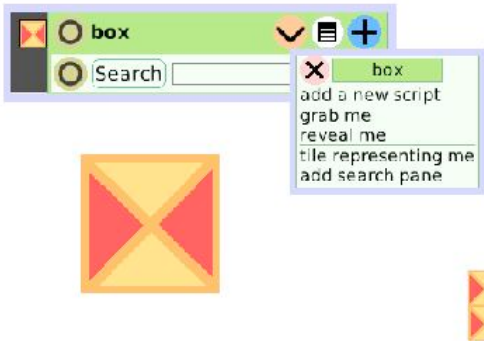 box
Search
box
add a new script
grab me
reveal me
tile representing me
add search pane